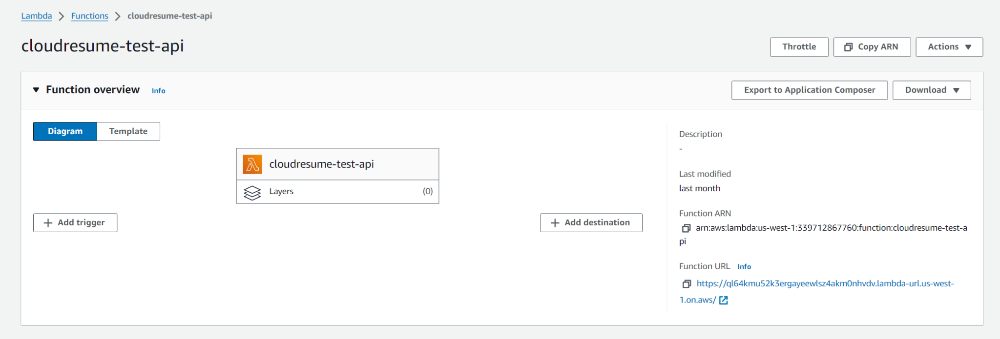 Lambda > Functions > cloudresume-test-api
cloudresume-test-api
Throttle
Copy ARN
Actions
Function overview Info
Export to Application Composer
Download
Diagram
Template
cloudresume-test-api
Layers (0)
+ Add trigger
+ Add destination
Description
-
Last modified
last month
Function ARN
arn:aws:lambda:us-west-1:339712867760:function:cloudresume-test-a
pi
Function URL Info
https://ql64kmu52k3ergayeewlsz4akm0nhvdv.lambda-url.us-west-
1.on.aws/